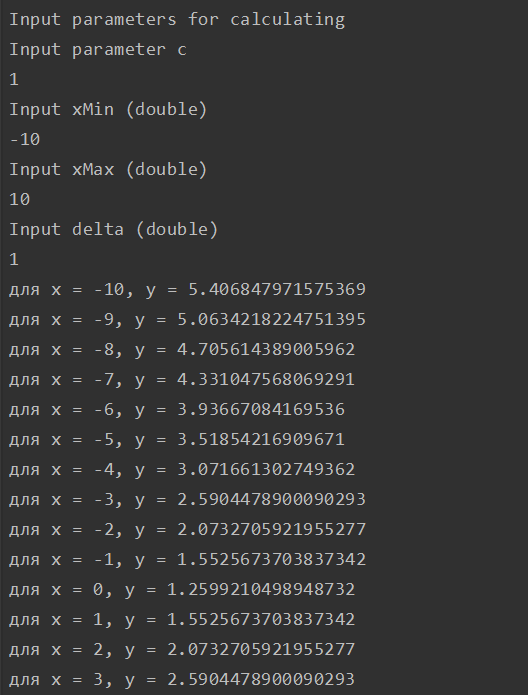 Input parameters for calculating
Input parameter c
1
Input xMin (double)
-10
Input xMax (double)
10
Input delta (double)
1
для x = -10, y = 5.406847971575369
для x = -9, y = 5.0634218224751395
для x = -8, y = 4.705614389005962
для x = -7, y = 4.331047568069291
для x = -6, y = 3.93667084169536
для x = -5, y = 3.51854216909671
для x = -4, y = 3.071661302749362
для x = -3, y = 2.5904478900090293
для x = -2, y = 2.0732705921955277
для x = -1, y = 1.5525673703837342
для x = 0, y = 1.2599210498948732
для x = 1, y = 1.5525673703837342
для x = 2, y = 2.0732705921955277
для x = 3, y = 2.5904478900090293